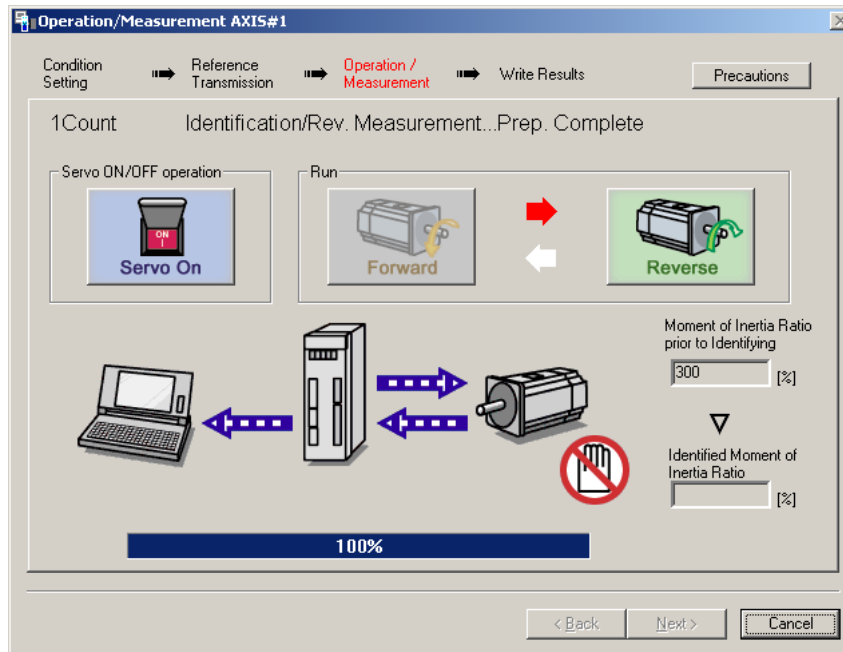 Operation/Measurement AXIS#1
Condition Setting
Reference Transmission
Operation / Measurement
Write Results
Precautions
1Count Identification/Rev. Measurement...Prep. Complete
Servo ON/OFF operation
Run
ON
I
Servo On
Forward
Reverse
Moment of Inertia Ratio
prior to Identifying
300 [%]
Identified Moment of
Inertia Ratio
[%]
100%
< Back
Next >
Cancel